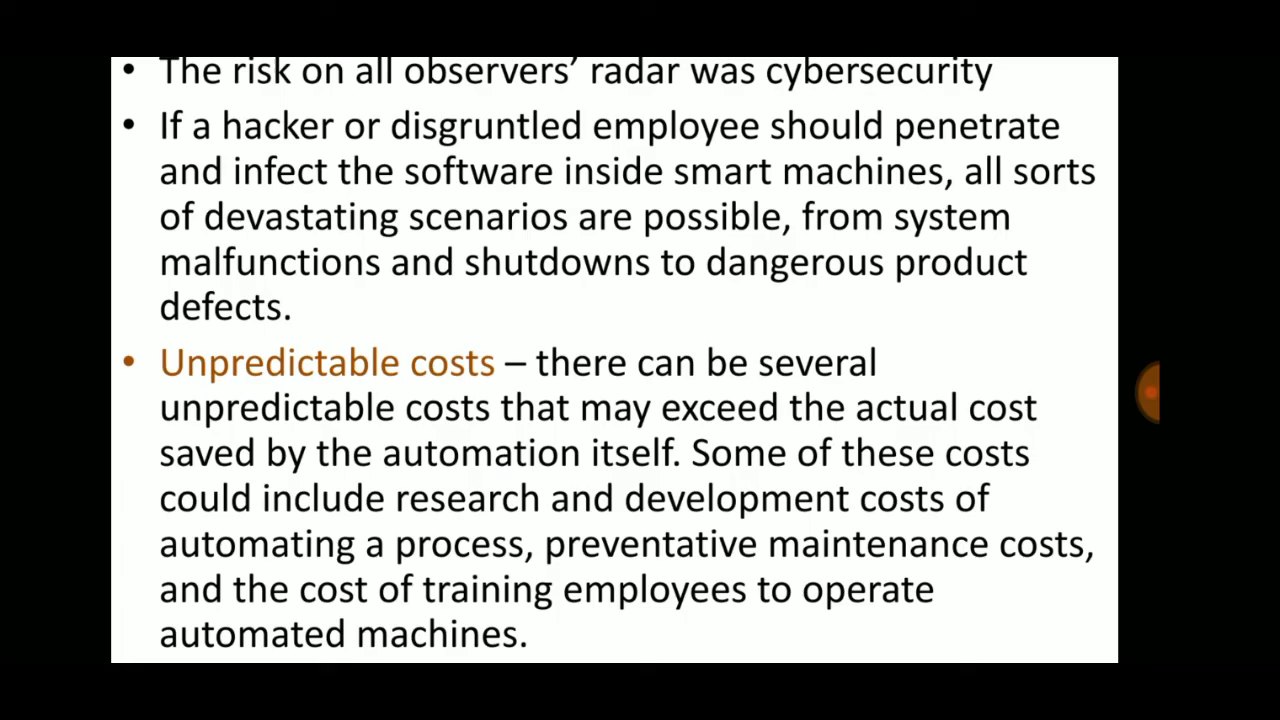 • The risk on all observers’ radar was cybersecurity
• If a hacker or disgruntled employee should penetrate
and infect the software inside smart machines, all sorts
of devastating scenarios are possible, from system
malfunctions and shutdowns to dangerous product
defects.
• Unpredictable costs – there can be several
unpredictable costs that may exceed the actual cost
saved by the automation itself. Some of these costs
could include research and development costs of
automating a process, preventative maintenance costs,
and the cost of training employees to operate
automated machines.